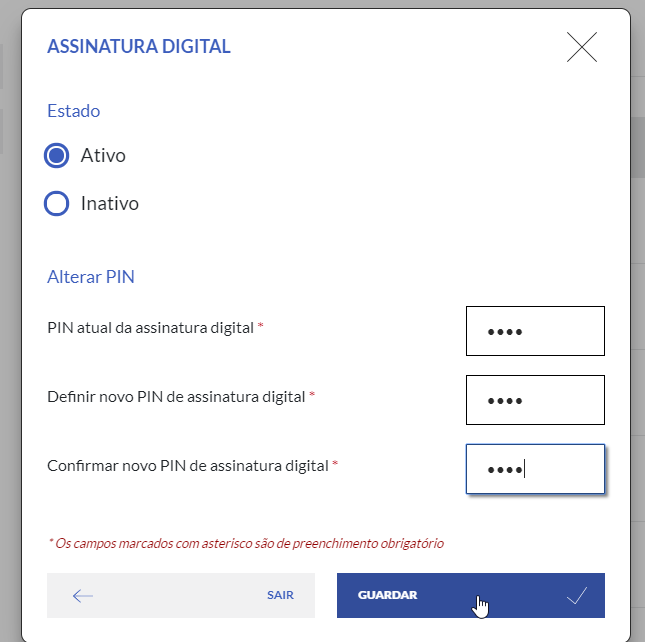 ASSINATURA DIGITAL
Estado
Ativo
Inativo
Alterar PIN
PIN atual da assinatura digital *
••••
Definir novo PIN de assinatura digital *
••••
Confirmar novo PIN de assinatura digital *
••••
* Os campos marcados com asterisco são de preenchimento obrigatório
SAIR
GUARDAR